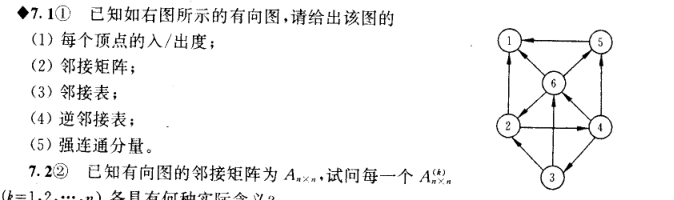 ◆7.1① 已知如右图所示的有向图,请给出该图的
(1) 每个顶点的入/出度;
(2) 邻接矩阵;
(3) 邻接表;
(4) 逆邻接表;
(5) 强连通分量。
7.2② 已知有向图的邻接矩阵为 Aₙₓₙ,试问每一个 A⁽ᵏ⁾ₙₓₙ
(k=1,2,…,n) 各具有何种实际含义?
1
5
6
2
4
3